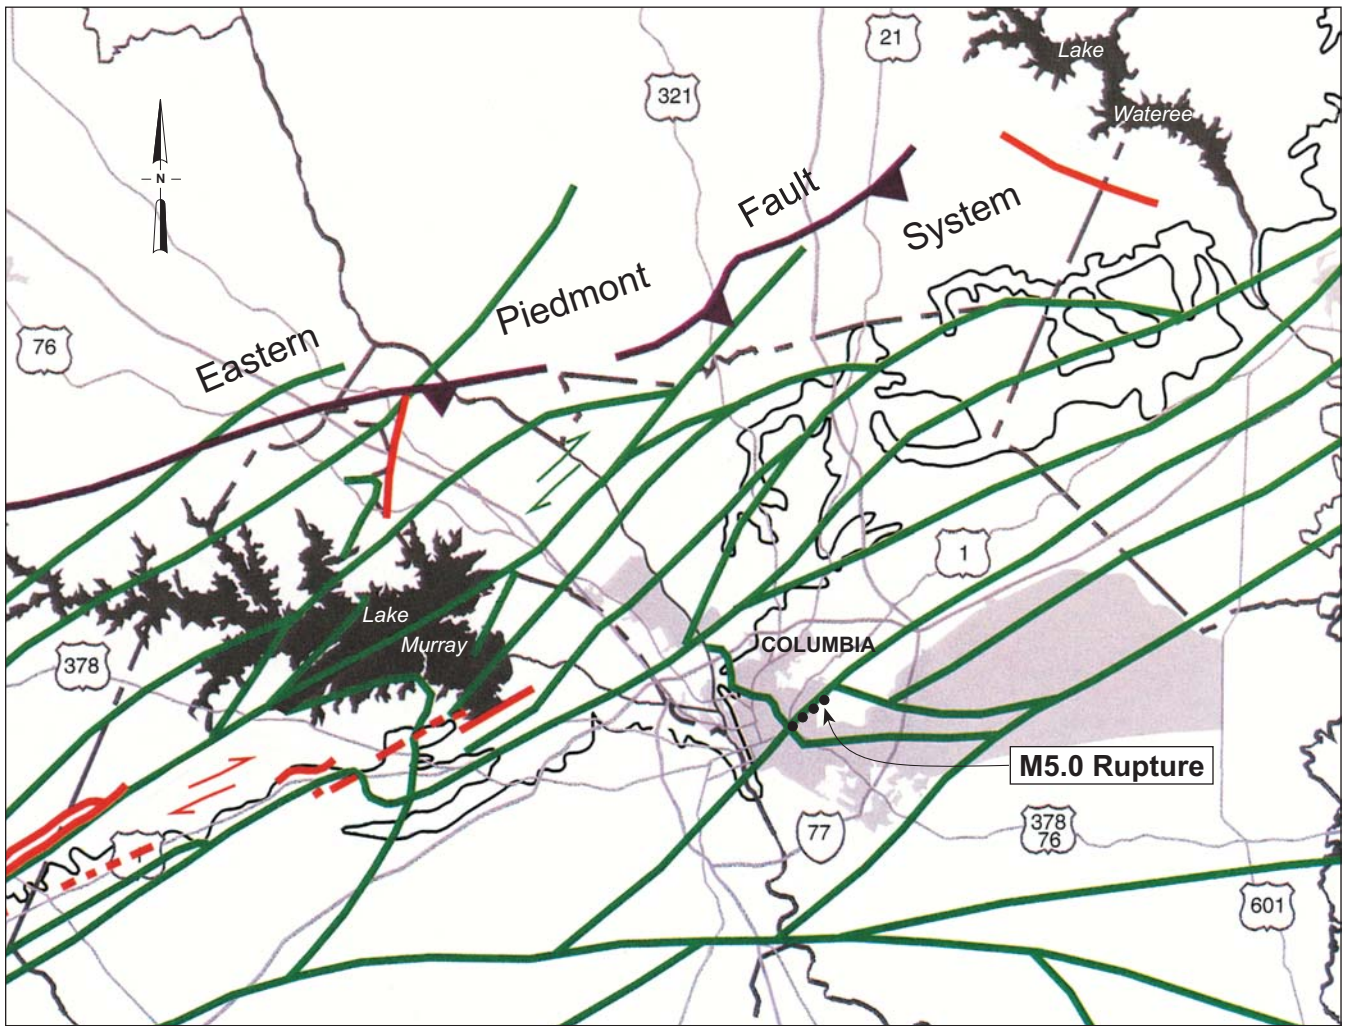 21
Lake
321
Wateree
N
Fault
System
Piedmont
Eastern
76
1
Lake
Murray
COLUMBIA
378
M5.0 Rupture
77
378
76
601